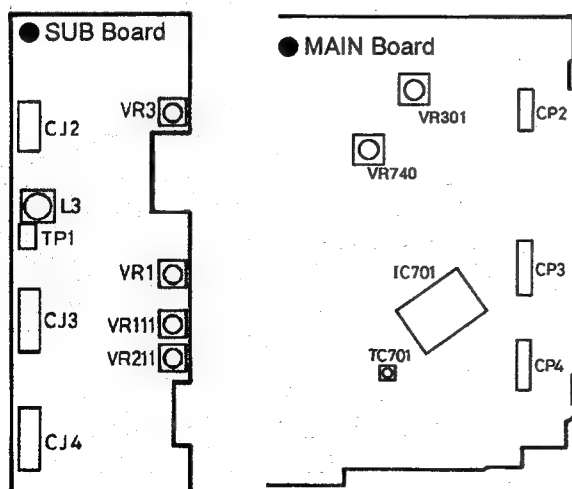 ● SUB Board
VR3
CJ2
L3
TP1
VR1
CJ3
VR111
VR211
CJ4
● MAIN Board
VR301
CP2
VR740
IC701
CP3
TC701
CP4